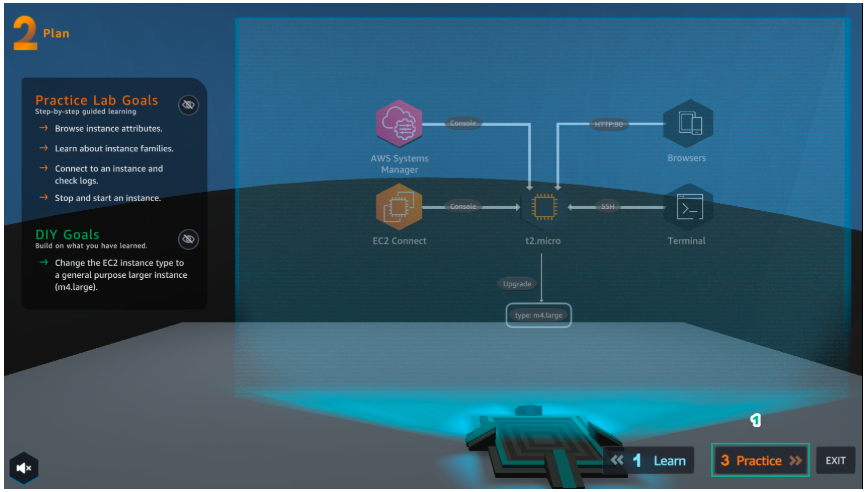 2 Plan
Practice Lab Goals
Step-by-step guided learning
→ Browse instance attributes.
→ Learn about instance families.
→ Connect to an instance and
check logs.
→ Stop and start an instance.
DIY Goals
Build on what you have learned.
→ Change the EC2 instance type to
a general purpose larger instance
(m4.large).
Console
HTTP:80
AWS Systems
Manager
Browsers
Console
SSH
EC2 Connect
t2.micro
Terminal
Upgrade
type: m4.large
1 Learn
3 Practice
EXIT